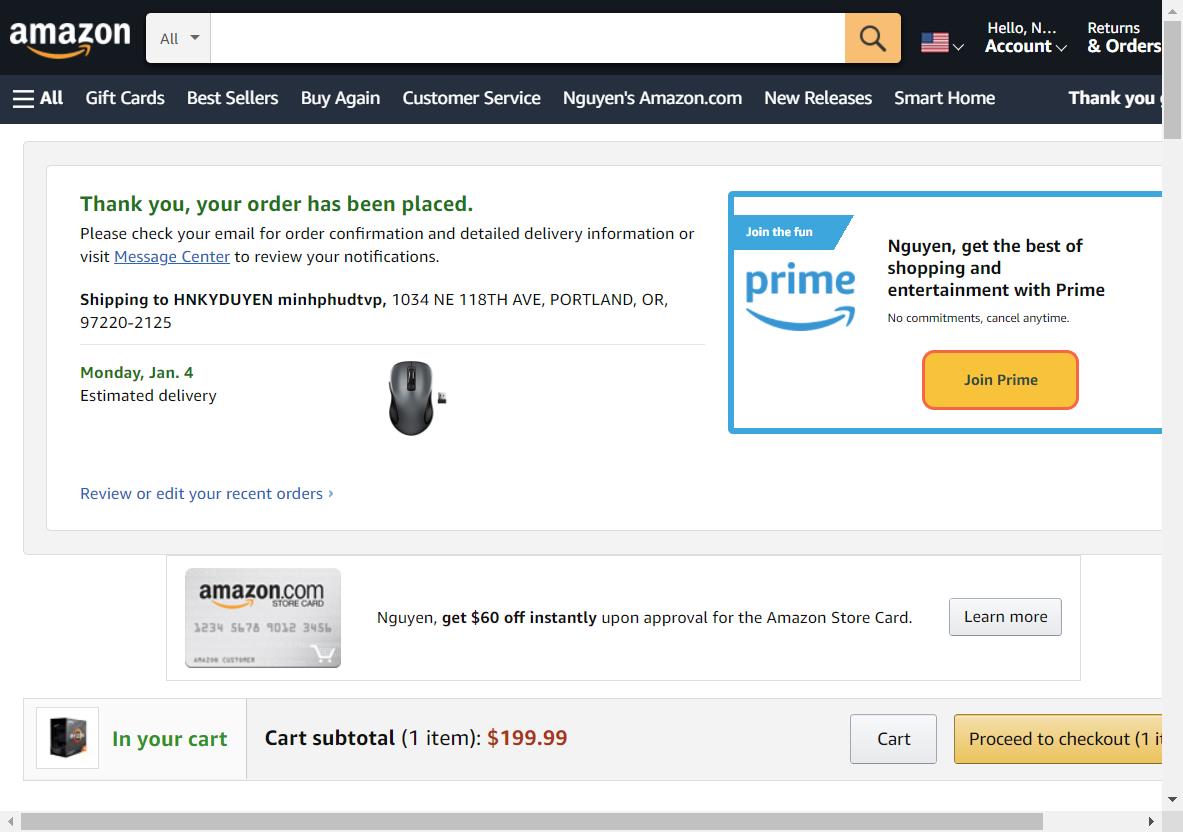 amazon
All
Hello, N...
Account
Returns
& Orders
All
Gift Cards
Best Sellers
Buy Again
Customer Service
Nguyen's Amazon.com
New Releases
Smart Home
Thank you
Thank you, your order has been placed.
Please check your email for order confirmation and detailed delivery information or
visit Message Center to review your notifications.
Shipping to HNKYDUYEN minhphudtvp, 1034 NE 118TH AVE, PORTLAND, OR,
97220-2125
Monday, Jan. 4
Estimated delivery
Review or edit your recent orders ›
Join the fun
prime
Nguyen, get the best of
shopping and
entertainment with Prime
No commitments, cancel anytime.
Join Prime
amazon.com
STORE CARD
1234 5678 9012 3456
AMAZON CUSTOMER
Nguyen, get $60 off instantly upon approval for the Amazon Store Card.
Learn more
In your cart
Cart subtotal (1 item): $199.99
Cart
Proceed to checkout (1 it